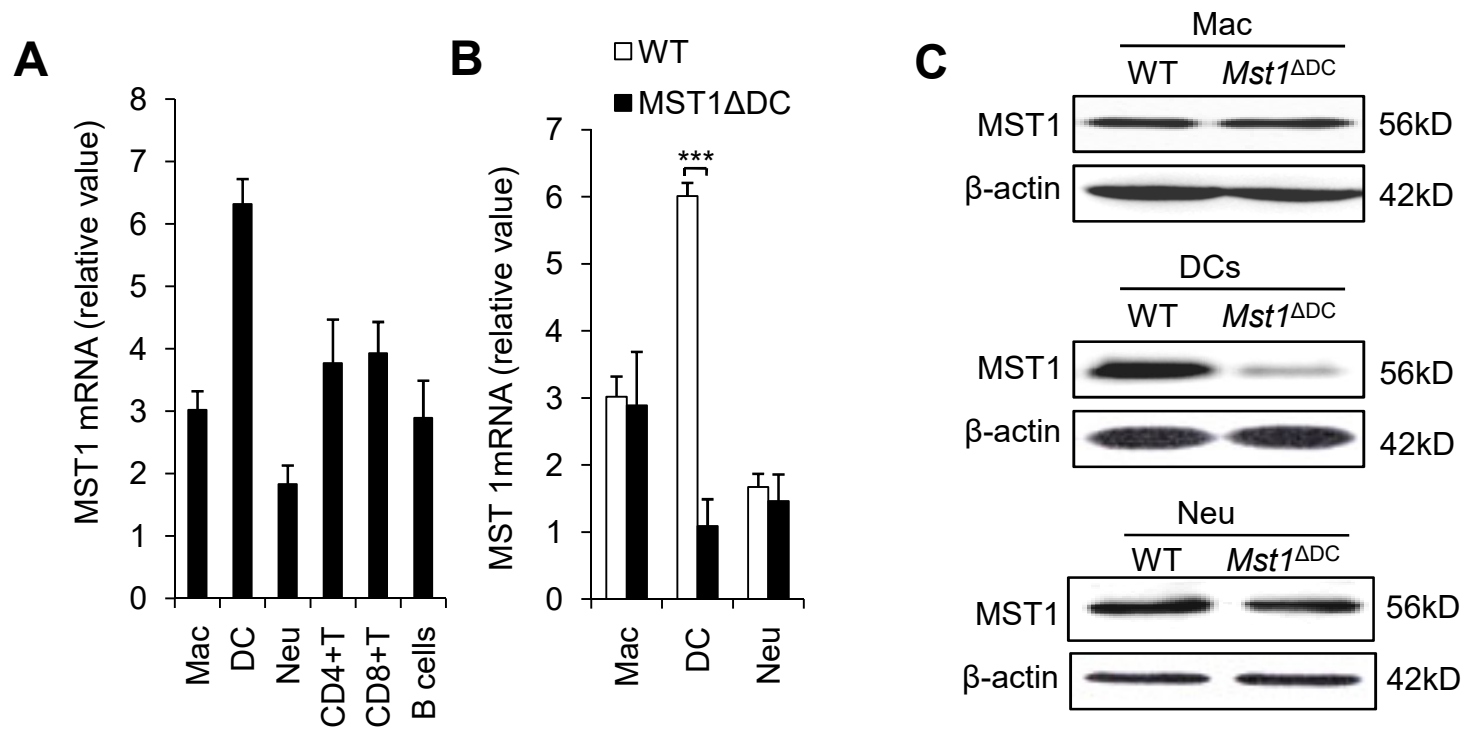 A
MST1 mRNA (relative value)
8
7
6
5
4
3
2
1
0
Mac
DC
Neu
CD4+T
CD8+T
B cells
B
WT
MST1ΔDC
MST 1mRNA (relative value)
7
6
5
4
3
2
1
0
***
Mac
DC
Neu
C
Mac
WT Mst1ΔDC
MST1 56kD
β-actin 42kD
DCs
WT Mst1ΔDC
MST1 56kD
β-actin 42kD
Neu
WT Mst1ΔDC
MST1 56kD
β-actin 42kD